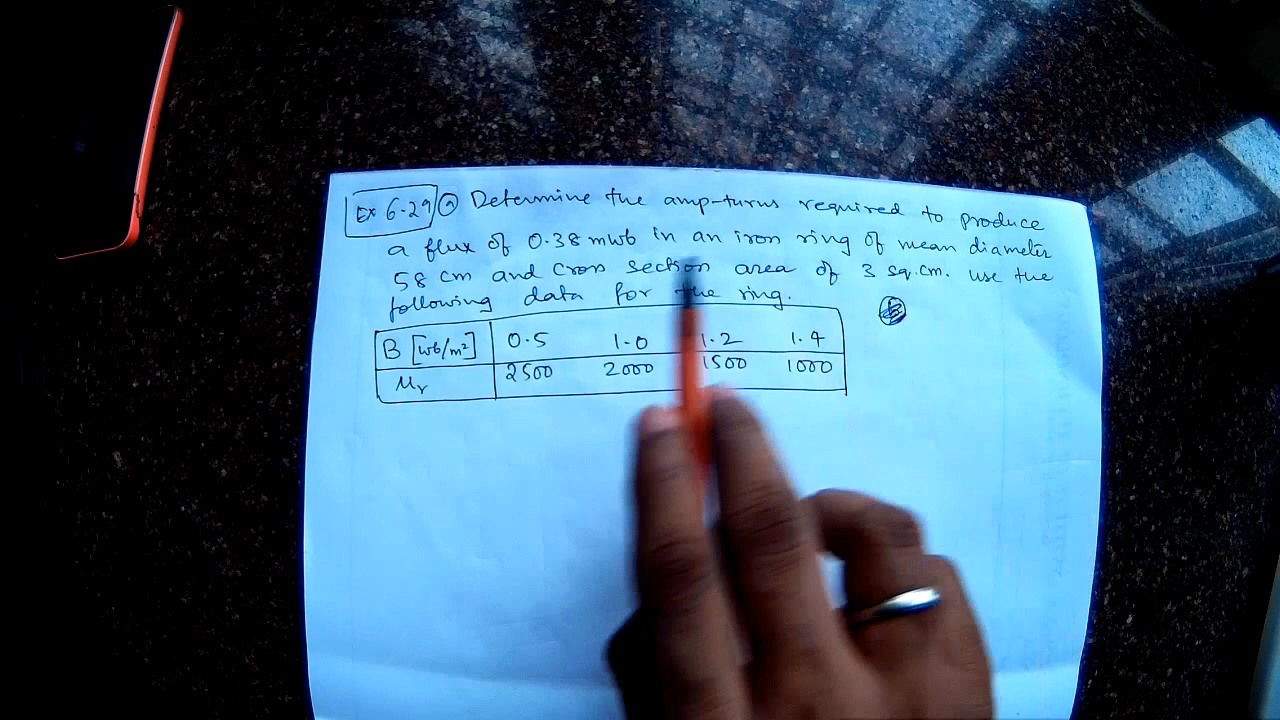 Ex 6.29 (a) Determine the amp-turns required to produce
a flux of 0.38 mwb in an iron ring of mean diameter
58 cm and cross section area of 3 sq.cm. use the
following data for the ring.
B [wb/m²] 0.5 1.0 1.2 1.4
μr 2500 2000 1500 1000